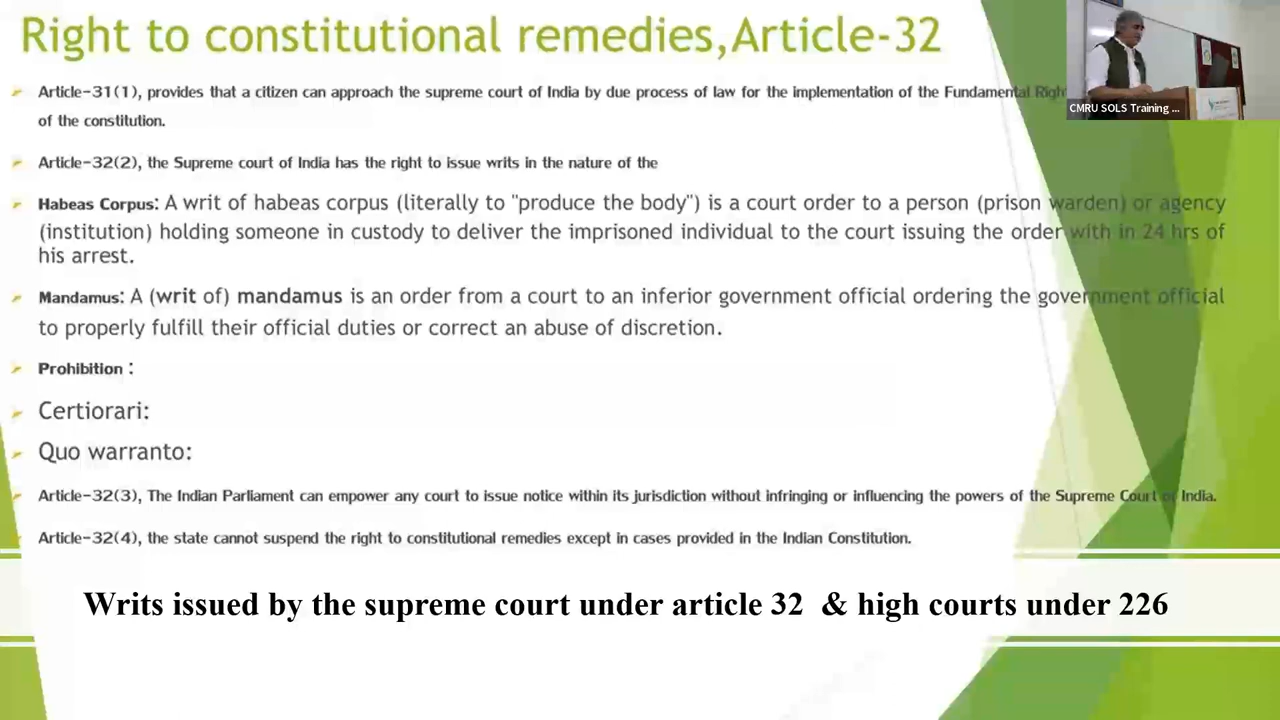 Right to constitutional remedies,Article-32
Article-31(1), provides that a citizen can approach the supreme court of India by due process of law for the implementation of the Fundamental
of the constitution.
Article-32(2), the Supreme court of India has the right to issue writs in the nature of the
Habeas Corpus: A writ of habeas corpus (literally to "produce the body") is a court order to a person (prison warden) or agency
(institution) holding someone in custody to deliver the imprisoned individual to the court issuing the order with in 24 hrs of
his arrest.
Mandamus: A (writ of) mandamus is an order from a court to an inferior government official ordering the government official
to properly fulfill their official duties or correct an abuse of discretion.
Prohibition :
Certiorari:
Quo warranto:
Article-32(3), The Indian Parliament can empower any court to issue notice within its jurisdiction without infringing or influencing the powers of the Supreme Court of India.
Article-32(4), the state cannot suspend the right to constitutional remedies except in cases provided in the Indian Constitution.
Writs issued by the supreme court under article 32 & high courts under 226
CMRU SOLS Training ...